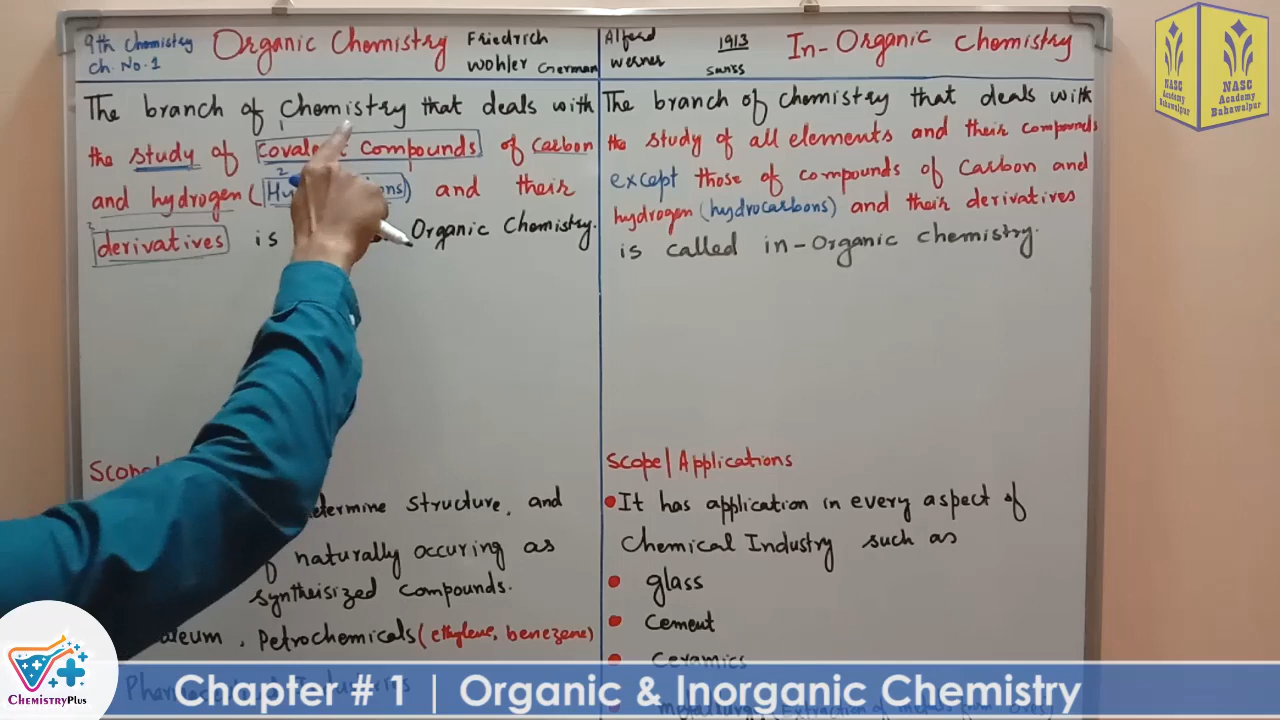 9th Chemistry
Ch. No. 1
Organic Chemistry
Friedrich
Wohler German
The branch of Chemistry that deals with
the study of covalent Compounds of carbon
and hydrogen ( and their
derivatives is Organic Chemistry.
determine structure, and
of naturally occuring as
syntheisized compounds.
Petrochemicals (ethylene, benezene)
Alferd
Werner
1913
swiss
In-Organic Chemistry
The branch of chemistry that deals with
the study of all elements and their compounds
except those of compounds of Carbon and
hydrogen (hydrocarbons) and their derivatives
is called in-Organic chemistry.
Scope/Applications
It has application in every aspect of
Chemical Industry such as
glass
Cement
Ceramics
NASC
Academy
Bahawalpur
NASC
Academy
Bahawalpur
ChemistryPlus
Chapter # 1 | Organic & Inorganic Chemistry